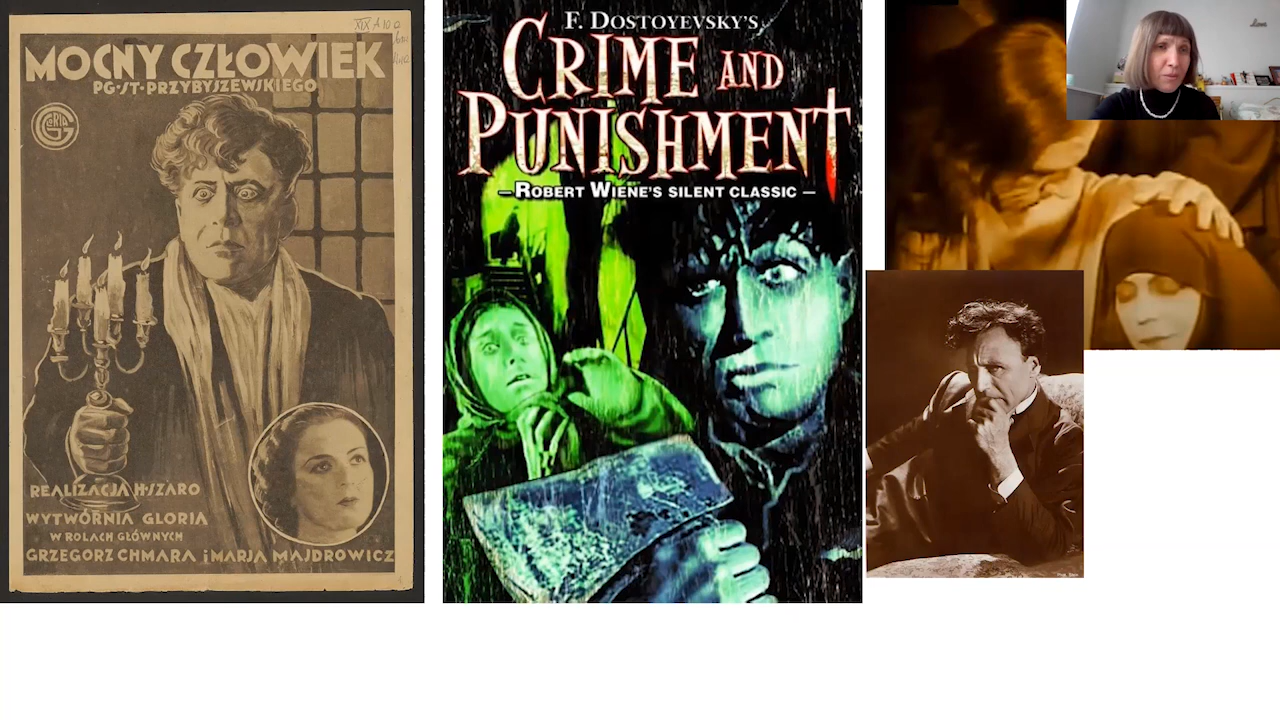 MOCNY CZŁOWIEK
PG·ST·PRZYBYSZEWSKIEGO
GLORIA
REALIZACJA H·SZARO
WYTWÓRNIA GLORIA
W ROLACH GŁÓWNYCH
GRZEGORZ CHMARA i MARJA MAJDROWICZ
F. DOSTOYEVSKY'S
CRIME AND
PUNISHMENT
—ROBERT WIENE'S SILENT CLASSIC —